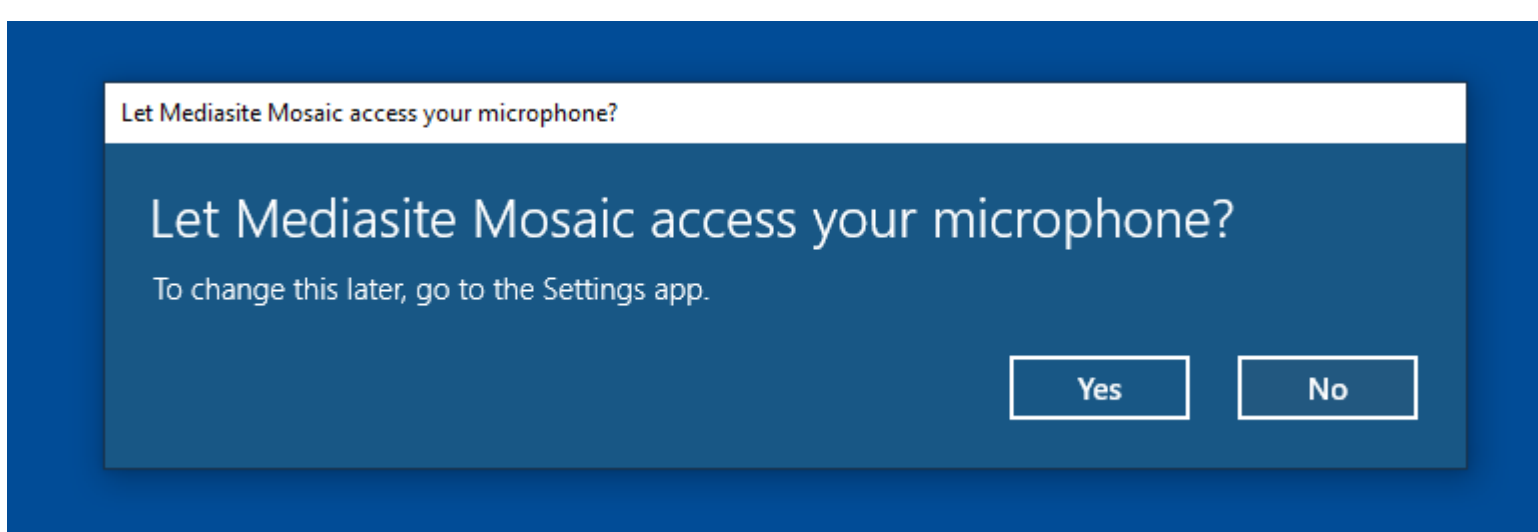 Let Mediasite Mosaic access your microphone?
Let Mediasite Mosaic access your microphone?
To change this later, go to the Settings app.
Yes No